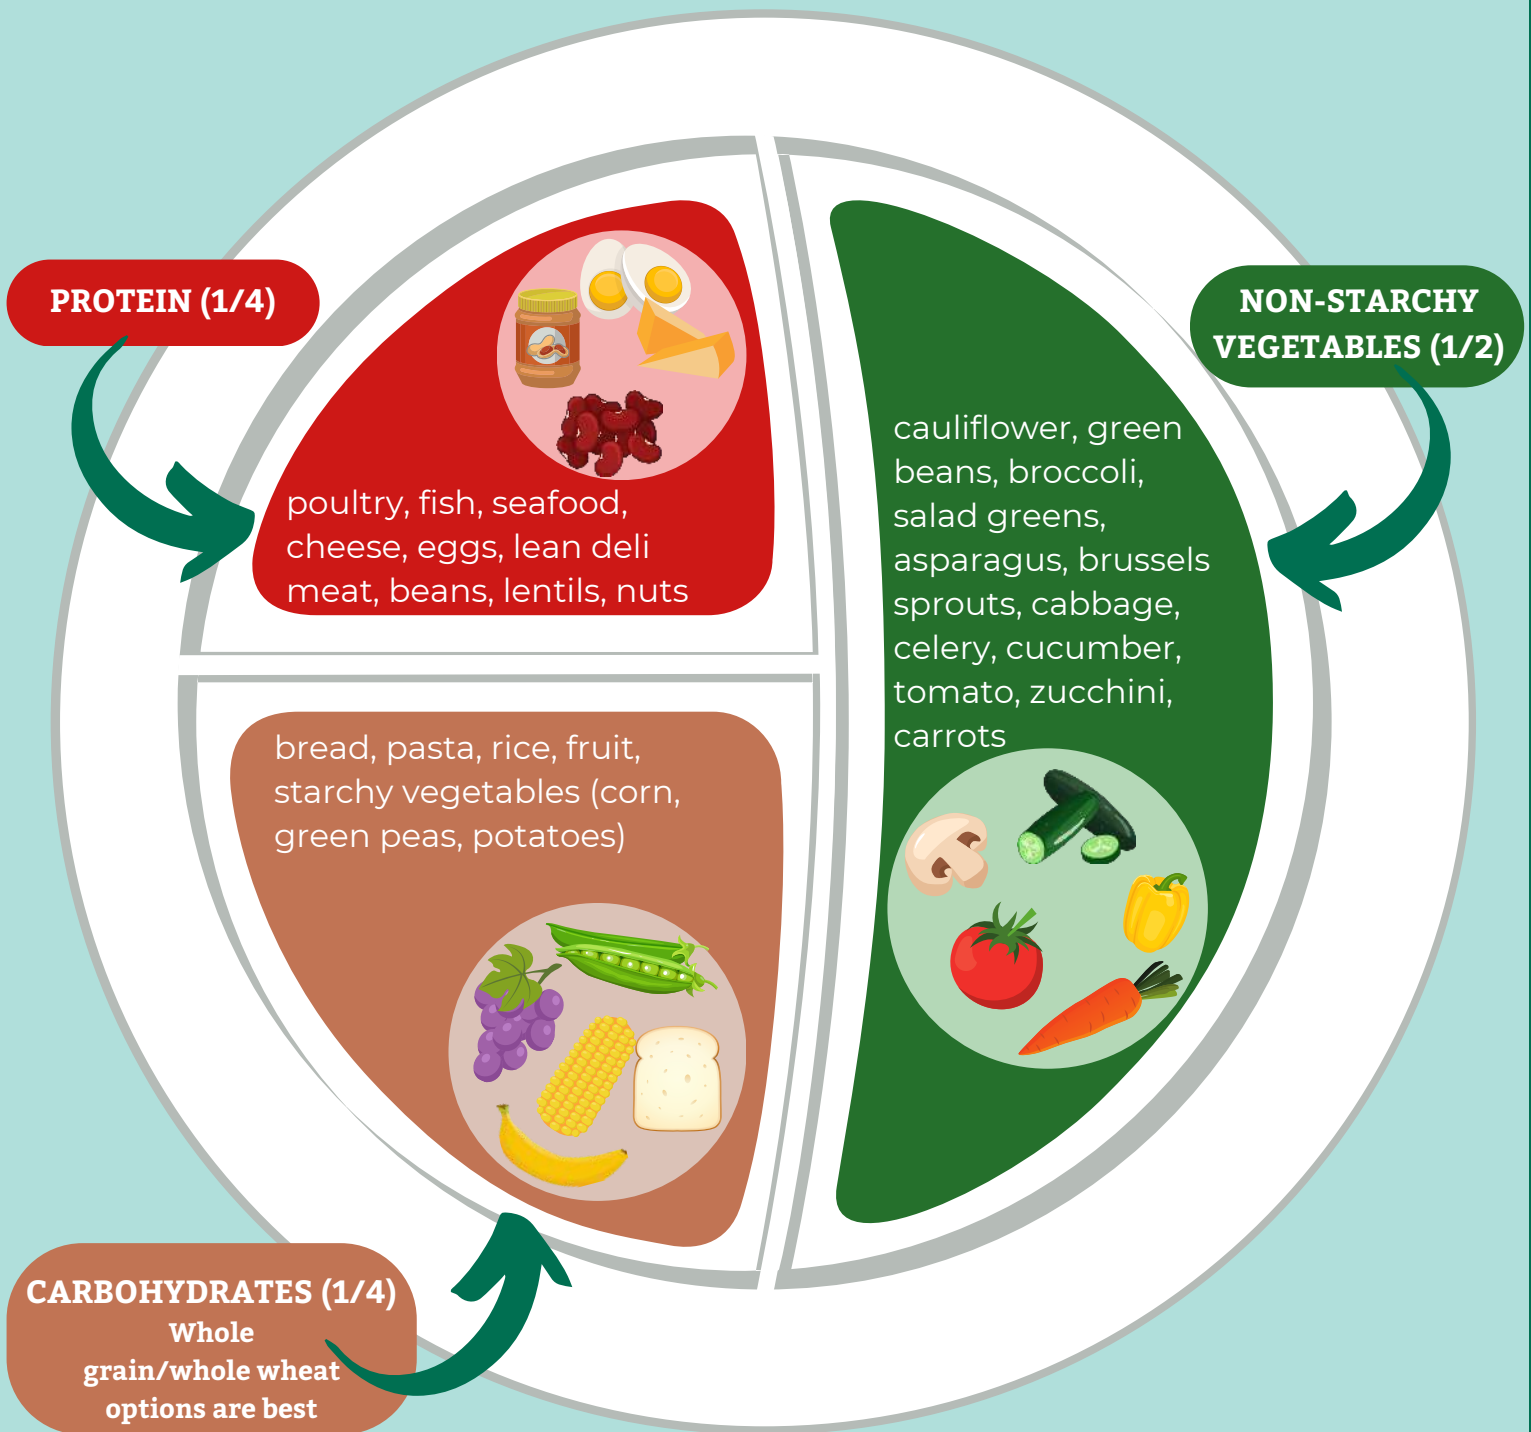 PROTEIN (1/4)
poultry, fish, seafood,
cheese, eggs, lean deli
meat, beans, lentils, nuts
NON-STARCHY
VEGETABLES (1/2)
cauliflower, green
beans, broccoli,
salad greens,
asparagus, brussels
sprouts, cabbage,
celery, cucumber,
tomato, zucchini,
carrots
bread, pasta, rice, fruit,
starchy vegetables (corn,
green peas, potatoes)
CARBOHYDRATES (1/4)
Whole
grain/whole wheat
options are best